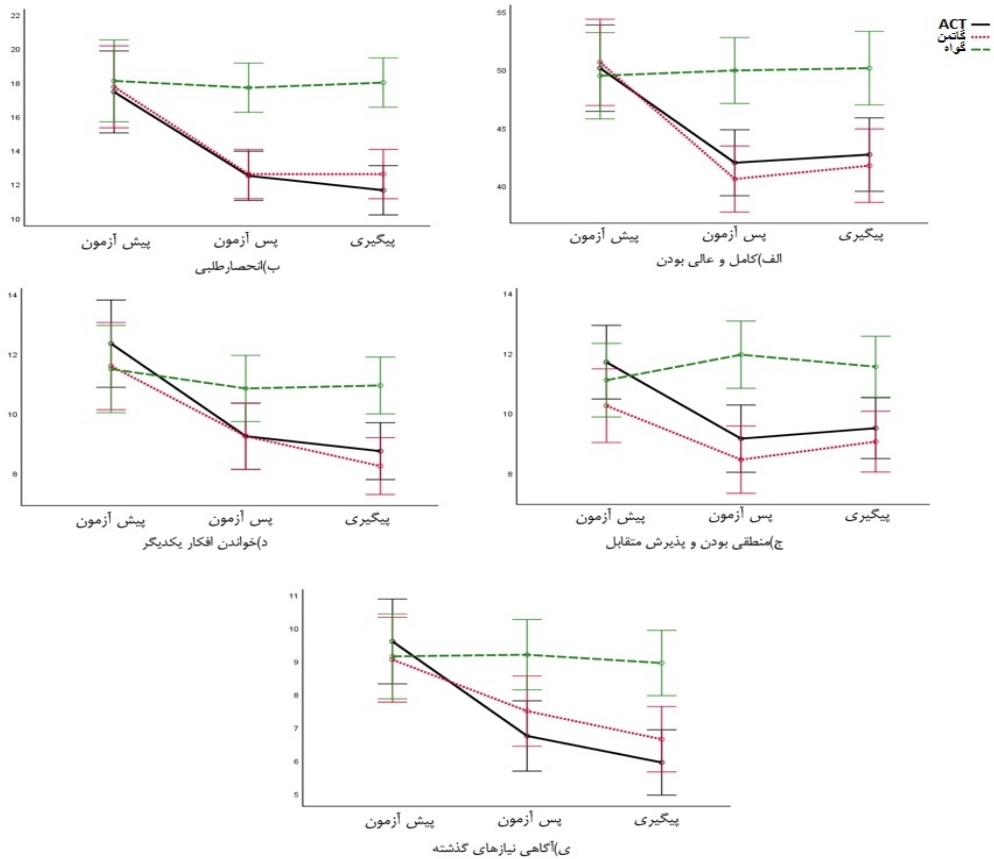 ACT
گاتمن
گواه
55
50
45
40
پیش آزمون پس آزمون پیگیری
الف)کامل و عالی بودن
22
20
18
16
14
12
10
پیش آزمون پس آزمون پیگیری
ب)انحصارطلبی
14
12
10
8
پیش آزمون پس آزمون پیگیری
ج)منطقی بودن و پذیرش متقابل
14
12
10
8
پیش آزمون پس آزمون پیگیری
د)خواندن افکار یکدیگر
11
10
9
8
7
6
5
پیش آزمون پس آزمون پیگیری
ی)آگاهی نیازهای گذشته